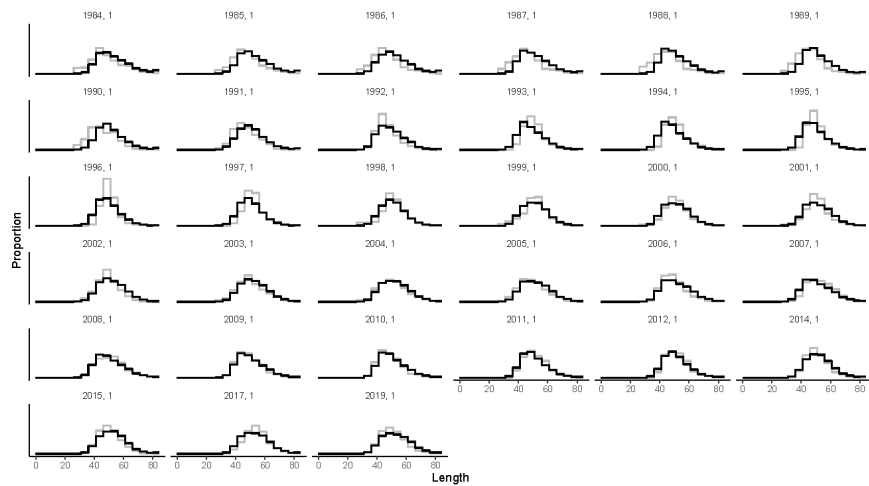 1984, 1 1985, 1 1986, 1 1987, 1 1988, 1 1989, 1
1990, 1 1991, 1 1992, 1 1993, 1 1994, 1 1995, 1
1996, 1 1997, 1 1998, 1 1999, 1 2000, 1 2001, 1
Proportion
2002, 1 2003, 1 2004, 1 2005, 1 2006, 1 2007, 1
2008, 1 2009, 1 2010, 1 2011, 1 2012, 1 2014, 1
0 20 40 60 80 0 20 40 60 80 0 20 40 60 80
2015, 1 2017, 1 2019, 1
0 20 40 60 80 0 20 40 60 80 0 20 40 60 80
Length